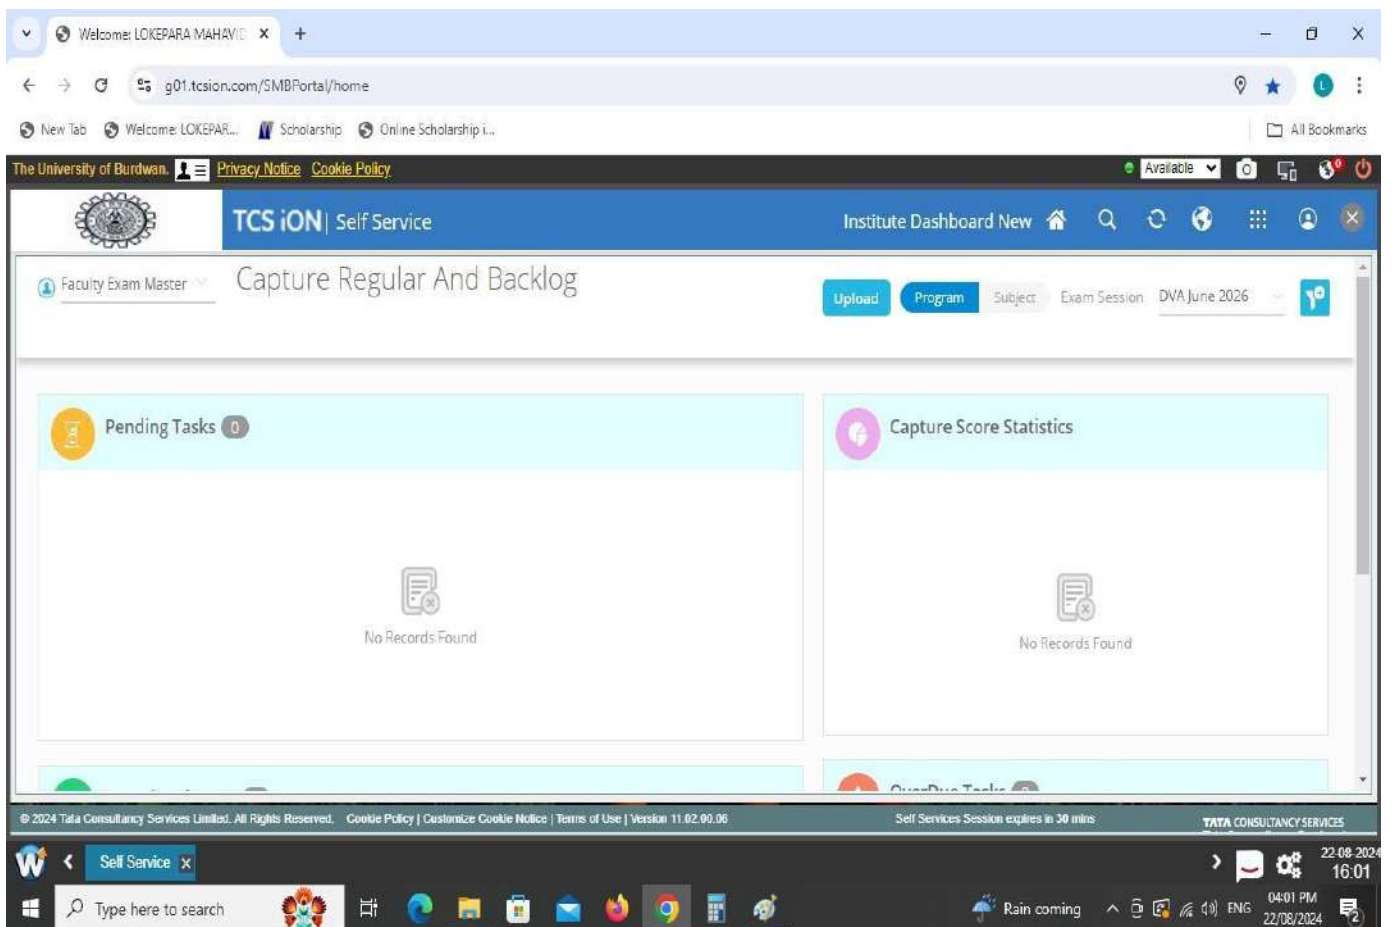 Welcome: LOKEPARA MAHAVID
g01.tcsion.com/SMBPortal/home
L
New Tab Welcome: LOKEPAR... Scholarship Online Scholarship i... All Bookmarks
The University of Burdwan. Privacy Notice Cookie Policy Available 0
TCS iON | Self Service Institute Dashboard New
Faculty Exam Master Capture Regular And Backlog
Upload Program Subject Exam Session DVA June 2026
Pending Tasks 0 Capture Score Statistics
No Records Found
No Records Found
OverDue Tasks
© 2024 Tata Consultancy Services Limited. All Rights Reserved. Cookie Policy | Customize Cookie Notice | Terms of Use | Version 11.02.00.06 Self Services Session expires in 30 mins TATA CONSULTANCY SERVICES
W Self Service X 22-08-2024
16:01
Type here to search Rain coming ENG 04:01 PM
22/08/2024 2